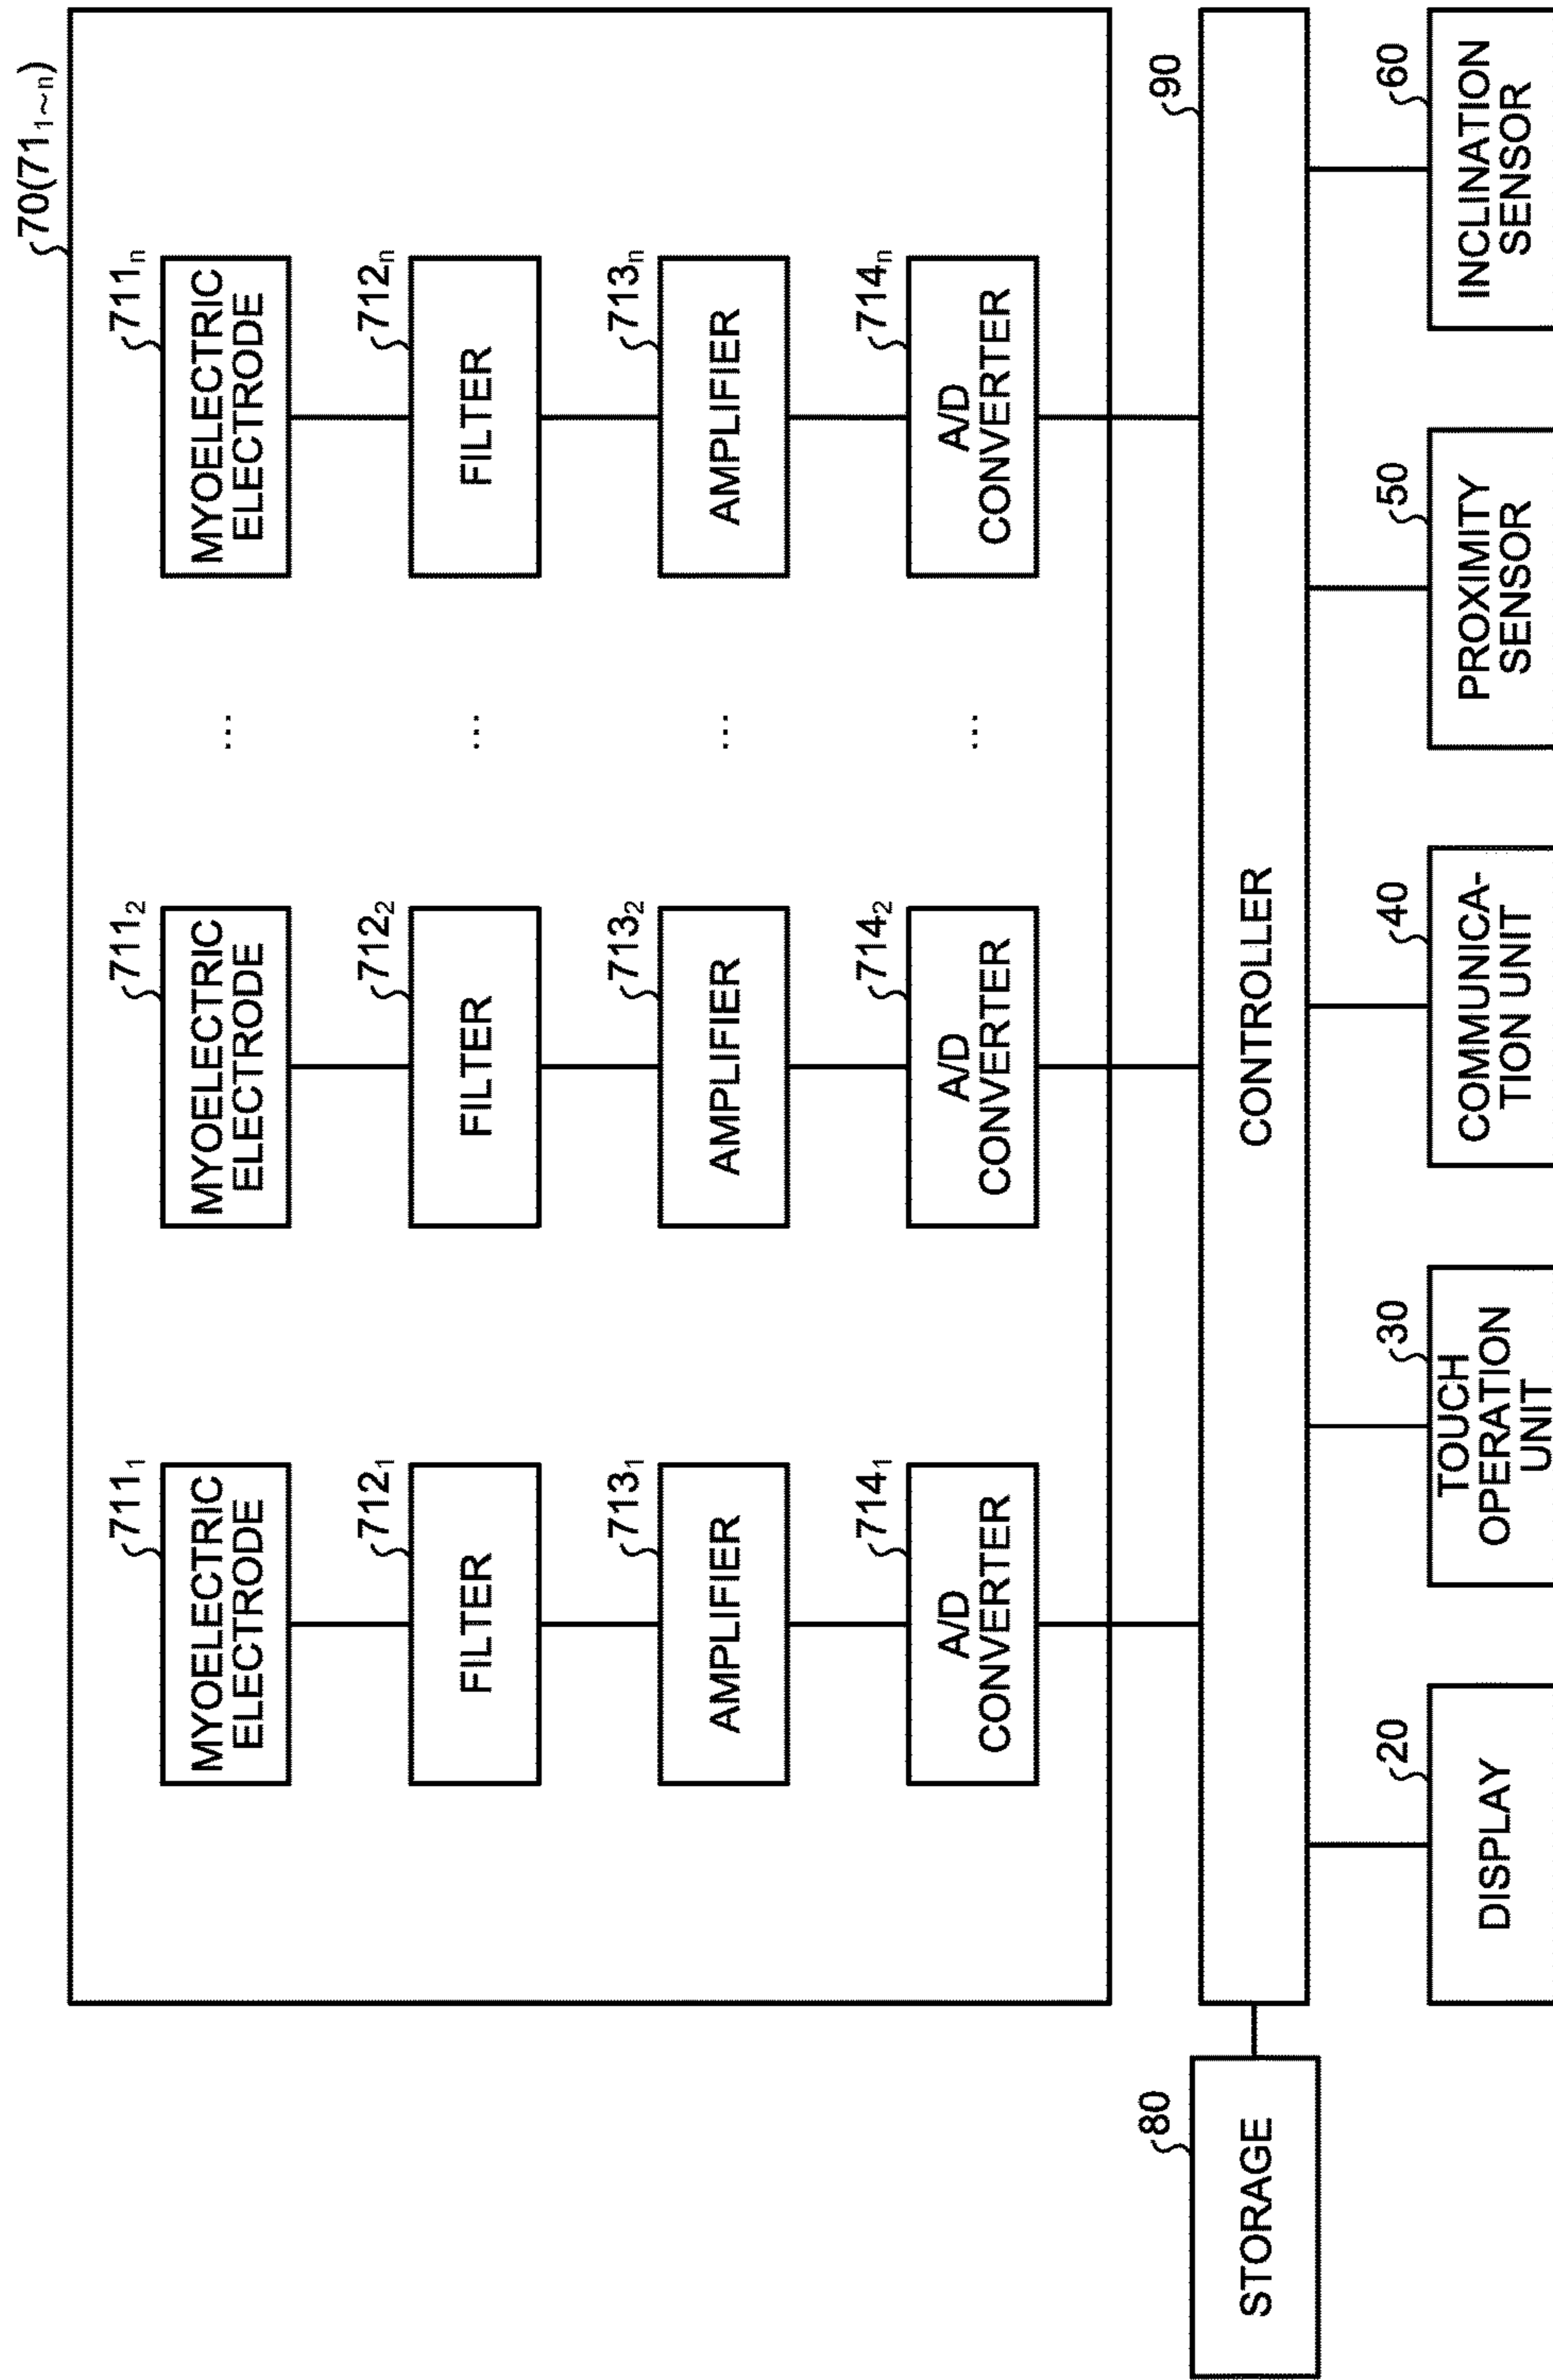 70(71₁~ₙ)
711₁
MYOELECTRIC
ELECTRODE
711₂
MYOELECTRIC
ELECTRODE
...
711ₙ
MYOELECTRIC
ELECTRODE
712₁
FILTER
712₂
FILTER
...
712ₙ
FILTER
713₁
AMPLIFIER
713₂
AMPLIFIER
...
713ₙ
AMPLIFIER
714₁
A/D
CONVERTER
714₂
A/D
CONVERTER
...
714ₙ
A/D
CONVERTER
80
STORAGE
90
CONTROLLER
20
DISPLAY
30
TOUCH
OPERATION
UNIT
40
COMMUNICA-
TION UNIT
50
PROXIMITY
SENSOR
60
INCLINATION
SENSOR